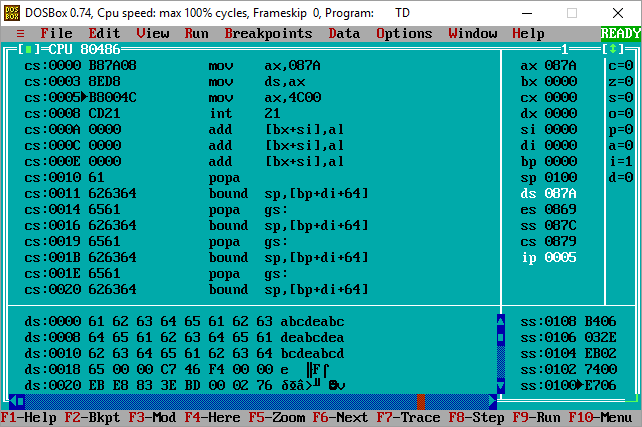 DOSBox 0.74, Cpu speed: max 100% cycles, Frameskip 0, Program: TD
≡ File Edit View Run Breakpoints Data Options Window Help READY
[■]=CPU 80486 1 [↕]
cs:0000 B87A08 mov ax,087A ax 087A c=0
cs:0003 8ED8 mov ds,ax bx 0000 z=0
cs:0005►B8004C mov ax,4C00 cx 0000 s=0
cs:0008 CD21 int 21 dx 0000 o=0
cs:000A 0000 add [bx+si],al si 0000 p=0
cs:000C 0000 add [bx+si],al di 0000 a=0
cs:000E 0000 add [bx+si],al bp 0000 i=1
cs:0010 61 popa sp 0100 d=0
cs:0011 626364 bound sp,[bp+di+64] ds 087A
cs:0014 6561 popa gs: es 0869
cs:0016 626364 bound sp,[bp+di+64] ss 087C
cs:0019 6561 popa gs: cs 0879
cs:001B 626364 bound sp,[bp+di+64] ip 0005
cs:001E 6561 popa gs:
cs:0020 626364 bound sp,[bp+di+64]
ds:0000 61 62 63 64 65 61 62 63 abcdeabc ss:0108 B406
ds:0008 64 65 61 62 63 64 65 61 deabcdea ss:0106 032E
ds:0010 62 63 64 65 61 62 63 64 bcdeabcd ss:0104 EB02
ds:0018 65 00 00 C7 46 F4 00 00 e ╟F⌠ ss:0102 7400
ds:0020 EB E8 83 3E BD 00 02 76 δΦâ>╜ ☻v ss:0100►E706
F1-Help F2-Bkpt F3-Mod F4-Here F5-Zoom F6-Next F7-Trace F8-Step F9-Run F10-Menu